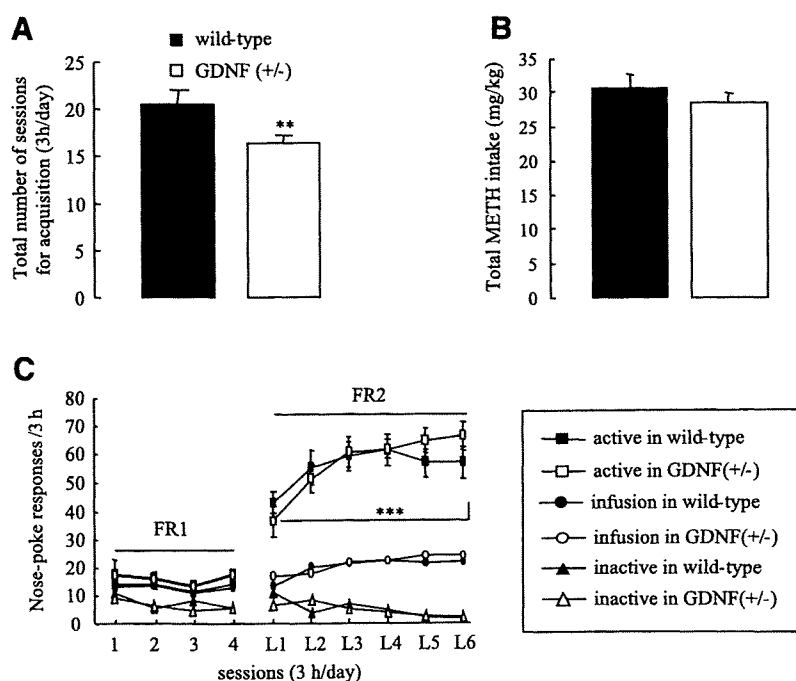 A
wild-type
GDNF (+/-)
Total number of sessions
for acquisition (3h/day)
25
20
15
10
5
0
**
B
Total METH intake (mg/kg)
35
30
25
20
15
10
5
0
C
Nose-poke responses /3 h
80
70
60
50
40
30
20
10
0
FR1
FR2
***
1 2 3 4 L1 L2 L3 L4 L5 L6
sessions (3 h/day)
active in wild-type
active in GDNF(+/-)
infusion in wild-type
infusion in GDNF(+/-)
inactive in wild-type
inactive in GDNF(+/-)